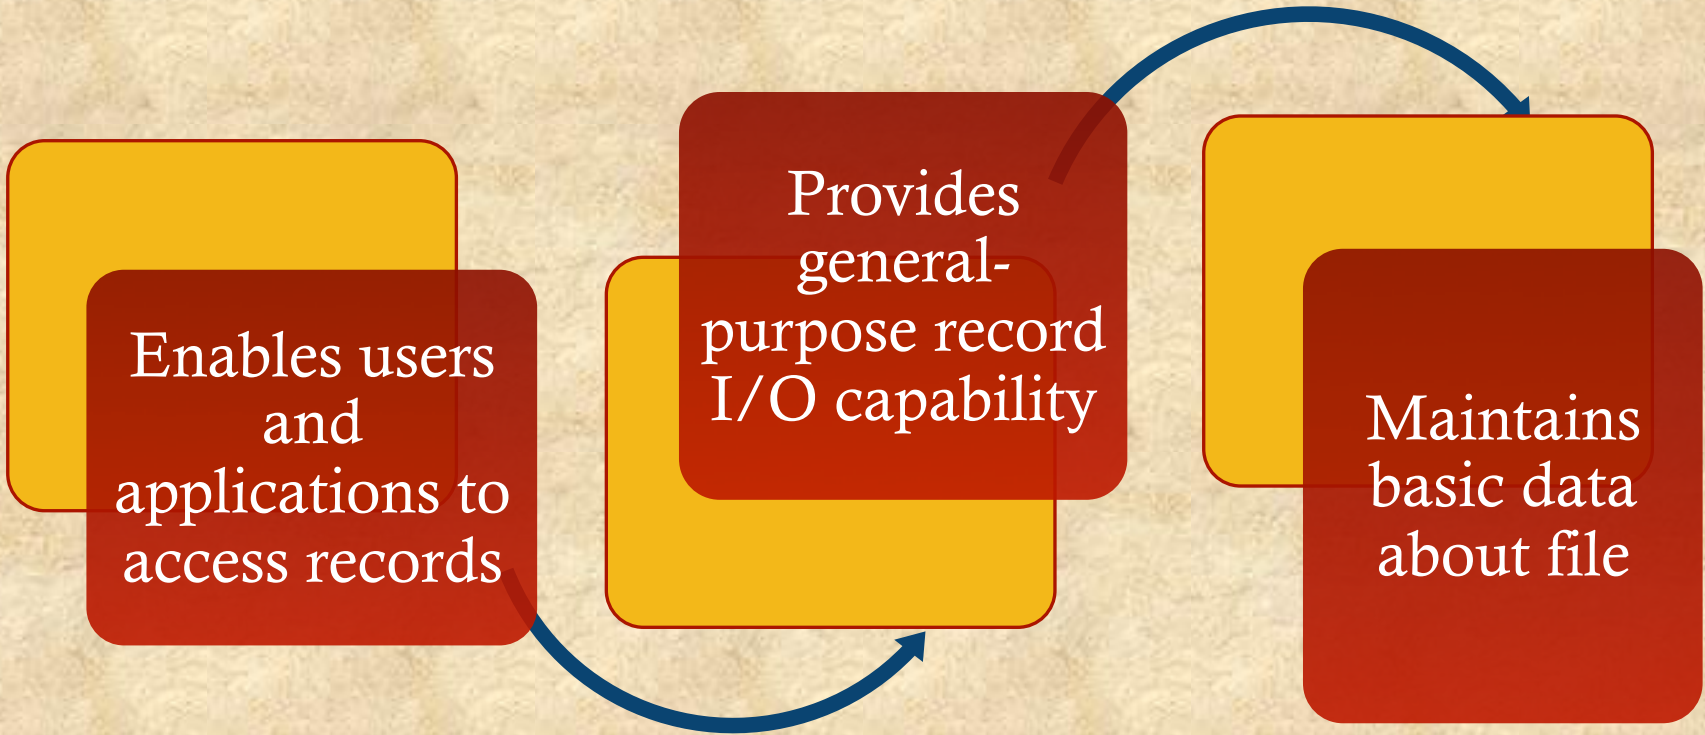 Enables users
and
applications to
access records
Provides
general-
purpose record
I/O capability
Maintains
basic data
about file